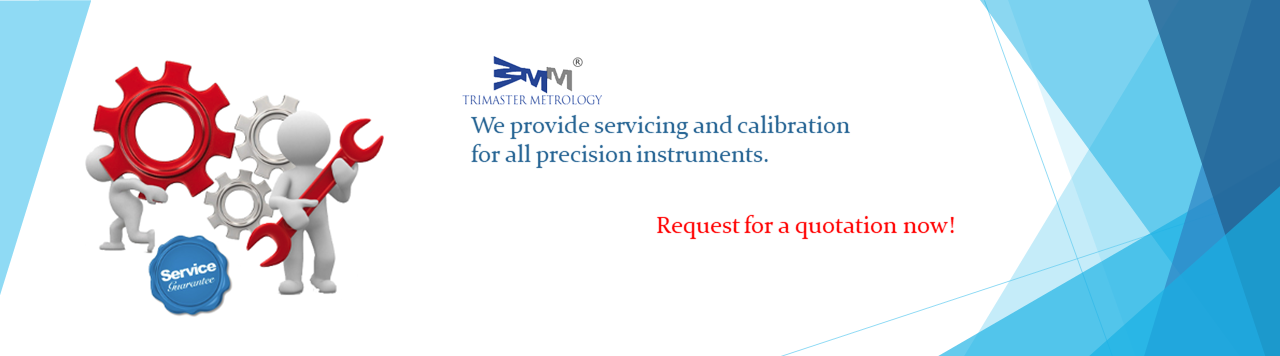 ®
TRIMASTER METROLOGY
We provide servicing and calibration
for all precision instruments.
Request for a quotation now!
Service
Guarantee